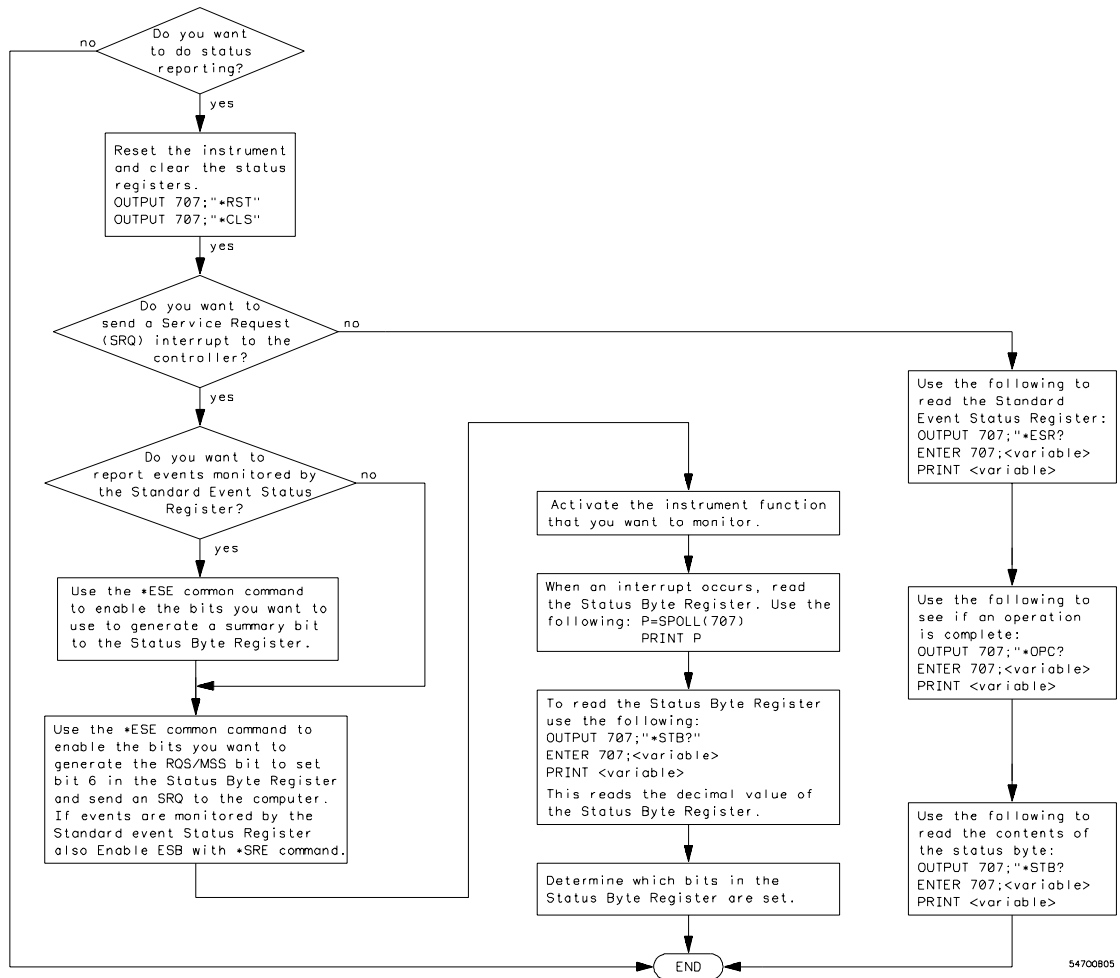 Do you want
to do status
reporting?
no
yes
Reset the instrument
and clear the status
registers.
OUTPUT 707;"*RST"
OUTPUT 707;"*CLS"
yes
Do you want to
send a Service Request
(SRQ) interrupt to the
controller?
no
yes
Do you want to
report events monitored by
the Standard Event Status
Register?
no
yes
Use the *ESE common command
to enable the bits you want to
use to generate a summary bit
to the Status Byte Register.
Use the *ESE common command to
enable the bits you want to
generate the RQS/MSS bit to set
bit 6 in the Status Byte Register
and send an SRQ to the computer.
If events are monitored by the
Standard event Status Register
also Enable ESB with *SRE command.
Activate the instrument function
that you want to monitor.
When an interrupt occurs, read
the Status Byte Register. Use the
following: P=SPOLL(707)
PRINT P
To read the Status Byte Register
use the following:
OUTPUT 707;"*STB?"
ENTER 707;<variable>
PRINT <variable>
This reads the decimal value of
the Status Byte Register.
Determine which bits in the
Status Byte Register are set.
Use the following to
read the Standard
Event Status Register:
OUTPUT 707;"*ESR?
ENTER 707;<variable>
PRINT <variable>
Use the following to
see if an operation
is complete:
OUTPUT 707;"*OPC?
ENTER 707;<variable>
PRINT <variable>
Use the following to
read the contents of
the status byte:
OUTPUT 707;"*STB?
ENTER 707;<variable>
PRINT <variable>
END
54700B05